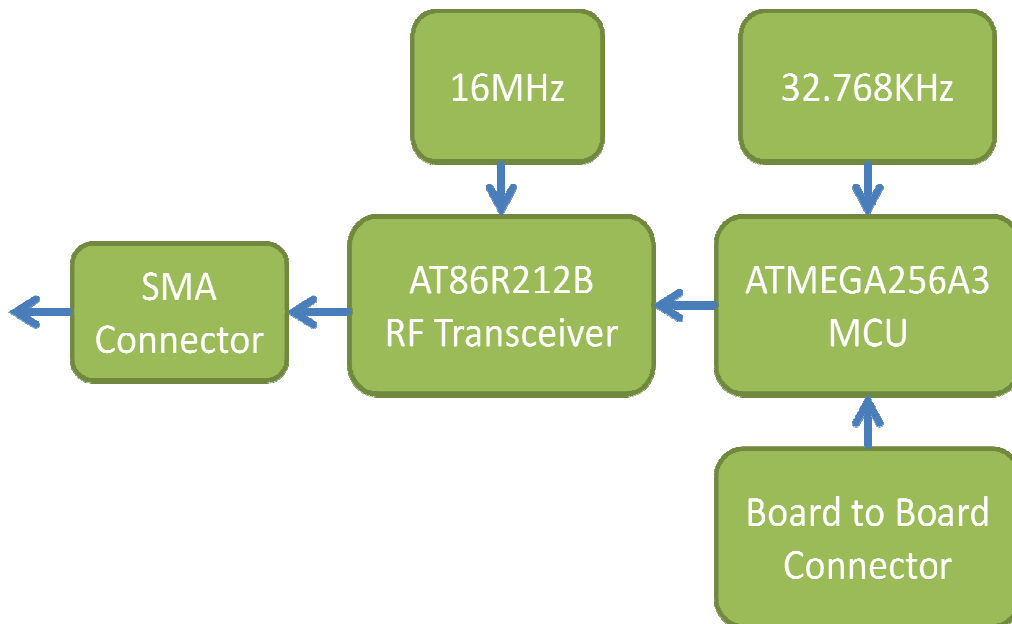 16MHz
32.768KHz
SMA
Connector
AT86R212B
RF Transceiver
ATMEGA256A3
MCU
Board to Board
Connector